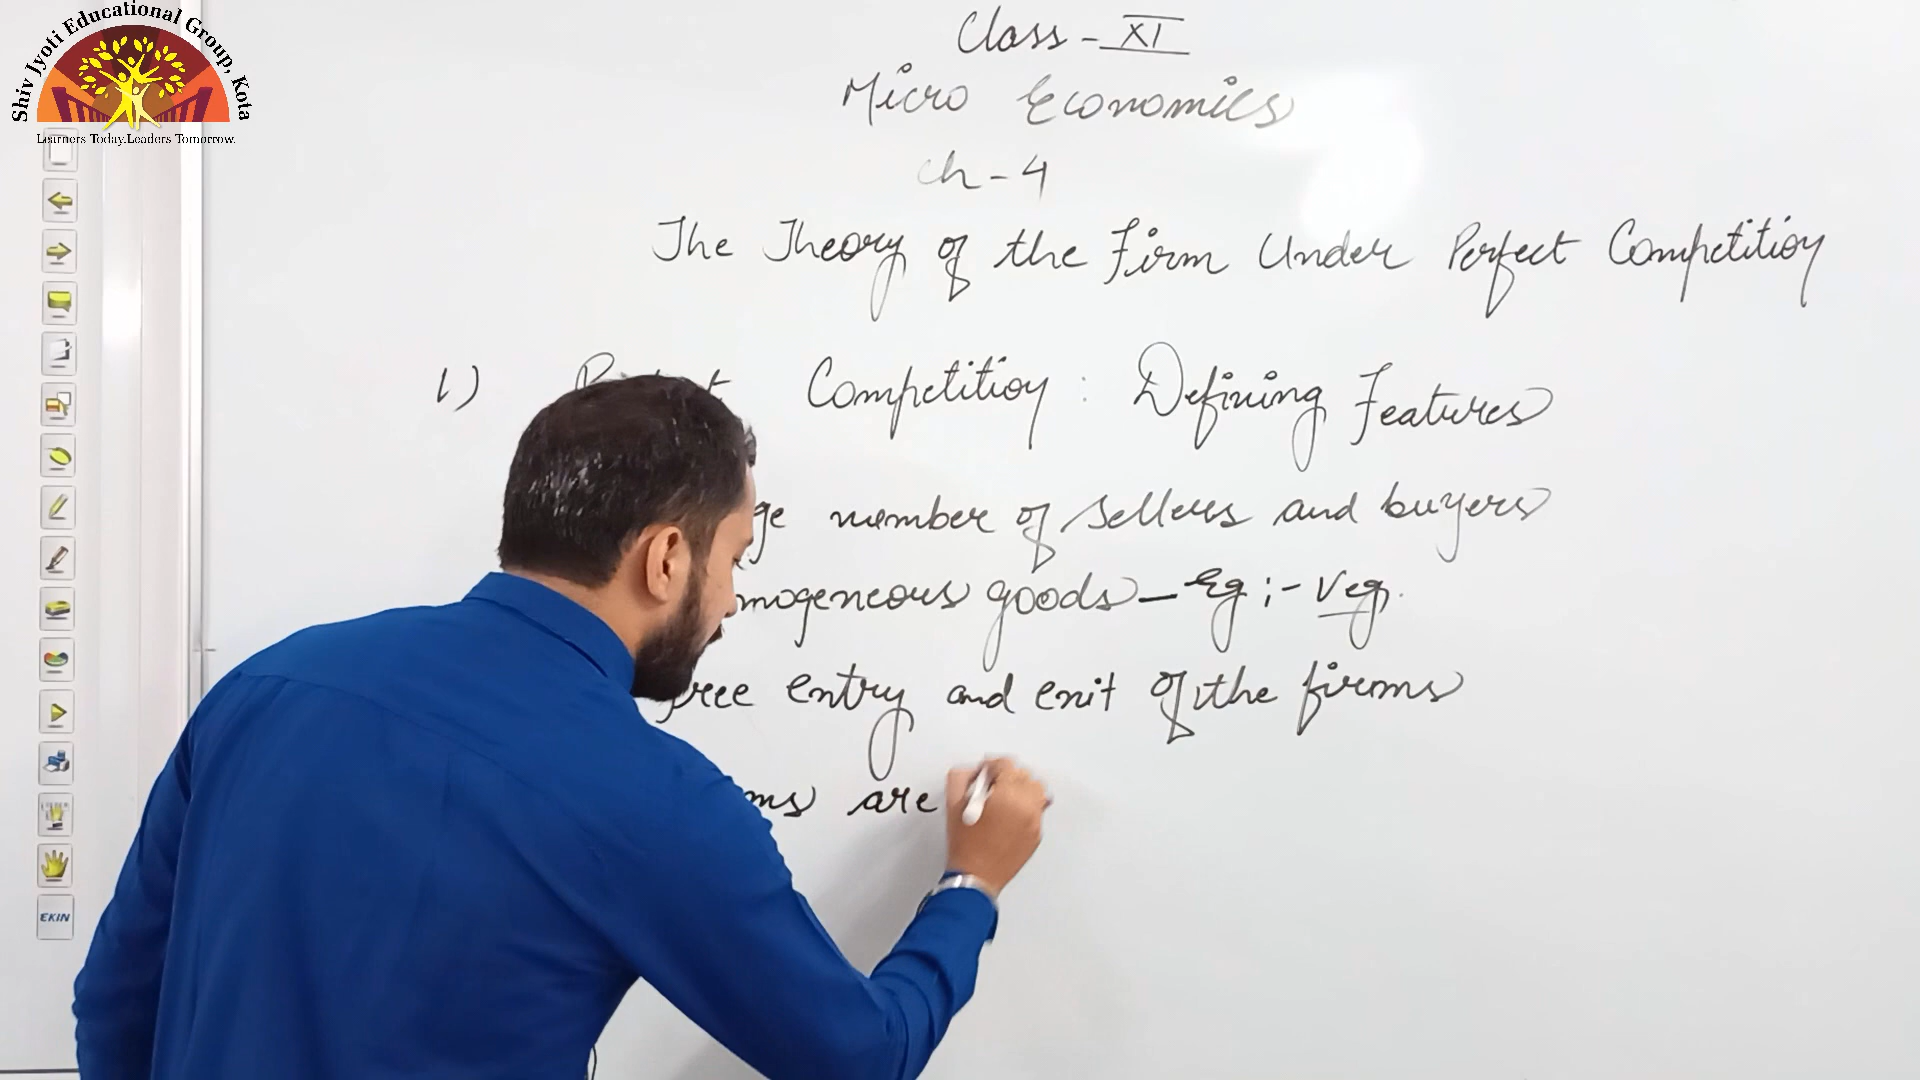 Shiv Jyoti Educational Group, Kota
Learners Today.Leaders Tomorrow.
Class - XI
Micro Economics
Ch - 4
The Theory of the Firm Under Perfect Competition
1) Competition : Defining Features
number of sellers and buyers
goods - Eg :- Veg.
free entry and exit of the firms
are
EKIN